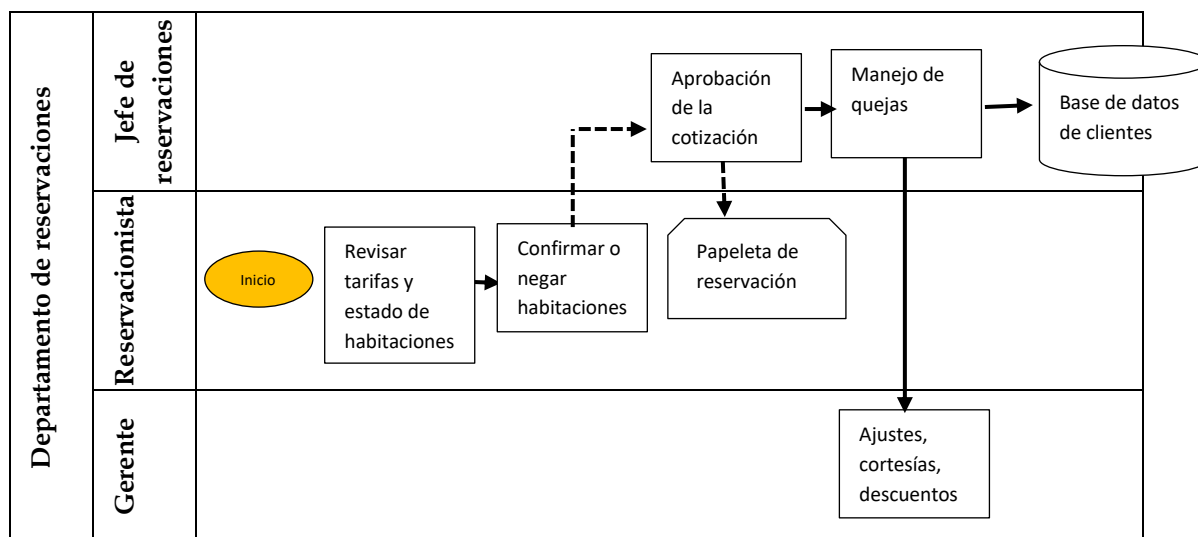 Departamento de reservaciones
Jefe de
reservaciones
Aprobación
de la
cotización
Manejo de
quejas
Base de datos
de clientes
Reservacionista
Inicio
Revisar
tarifas y
estado de
habitaciones
Confirmar o
negar
habitaciones
Papeleta de
reservación
Gerente
Ajustes,
cortesías,
descuentos